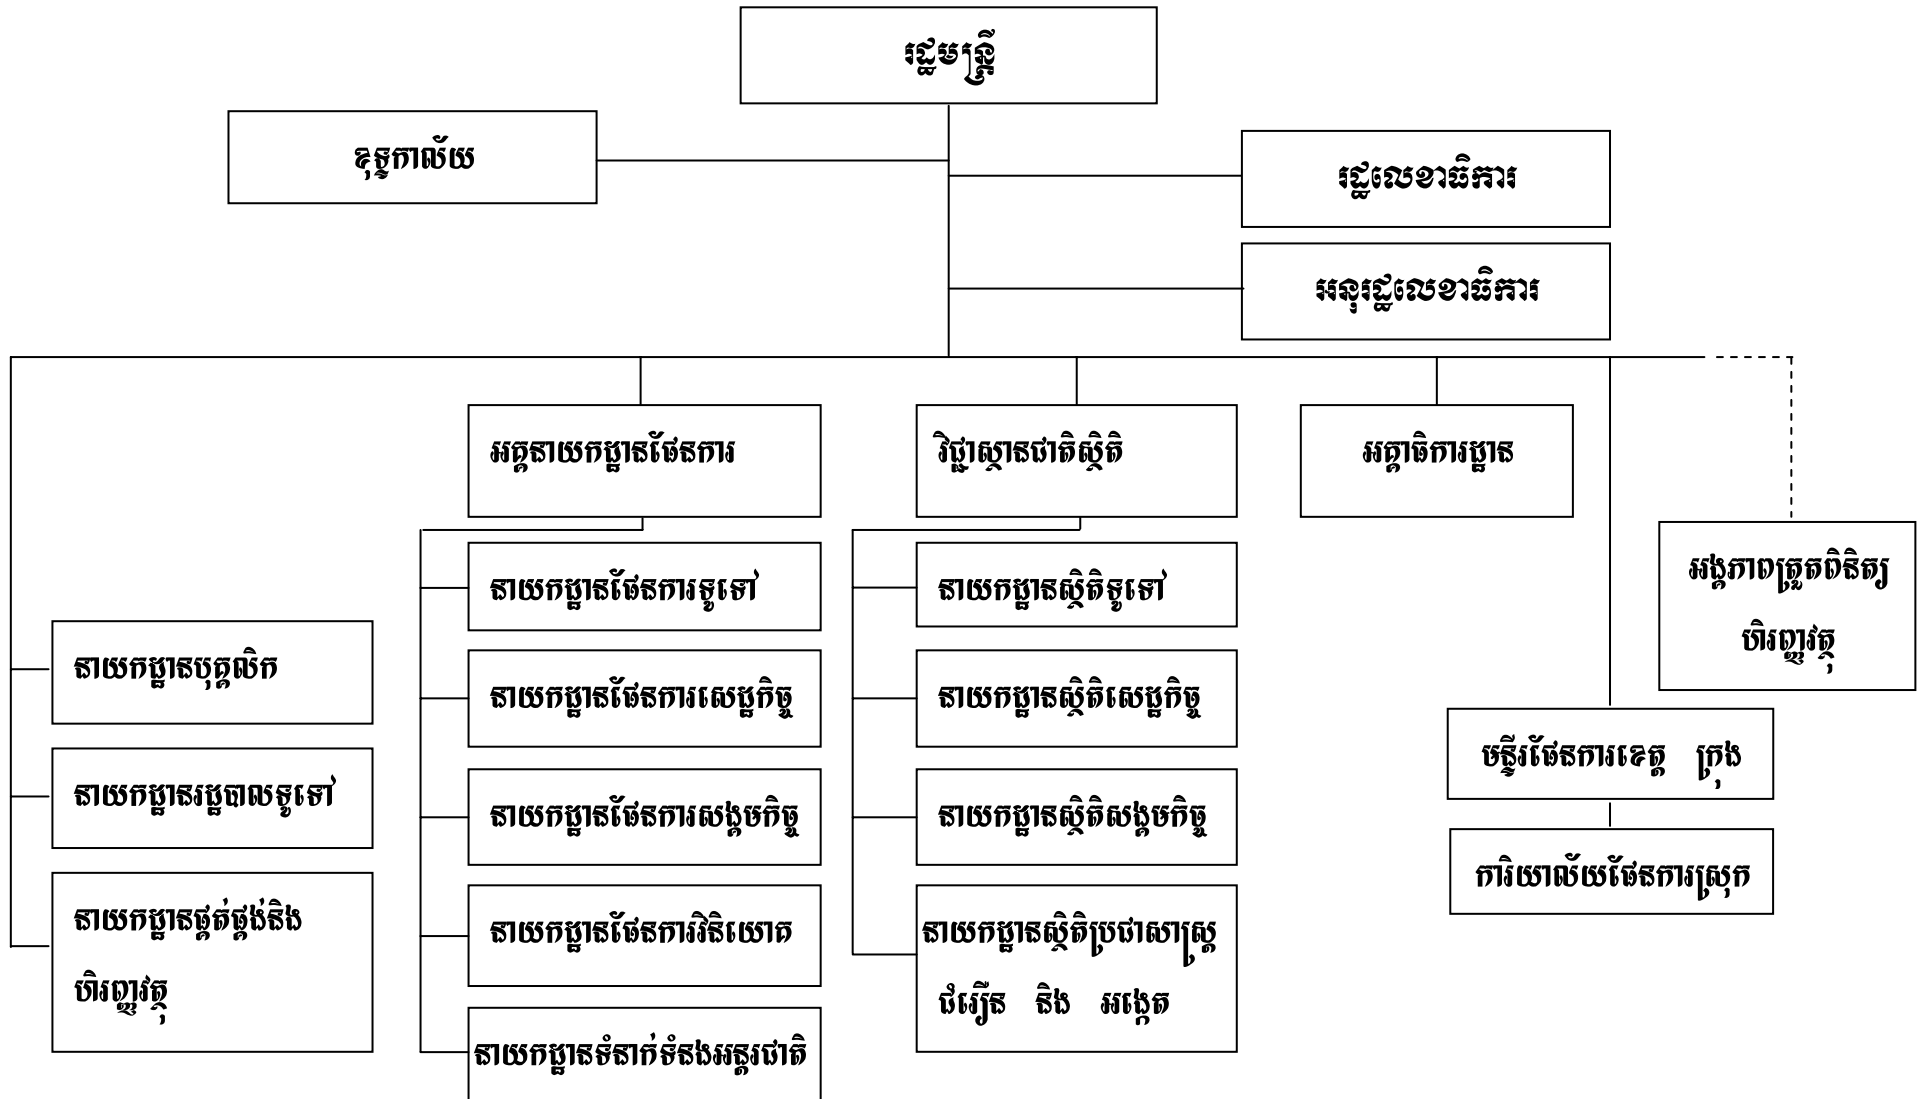 រដ្ឋមន្ត្រី
ខុទ្ទកាល័យ
រដ្ឋលេខាធិការ
អនុរដ្ឋលេខាធិការ
អគ្គនាយកដ្ឋានផែនការ
វិជ្ជាស្ថានជាតិស្ថិតិ
អគ្គាធិការដ្ឋាន
អង្គភាពត្រួតពិនិត្យ
ហិរញ្ញវត្ថុ
នាយកដ្ឋានបុគ្គលិក
នាយកដ្ឋានរដ្ឋបាលទូទៅ
នាយកដ្ឋានផ្គត់ផ្គង់និង
ហិរញ្ញវត្ថុ
នាយកដ្ឋានផែនការទូទៅ
នាយកដ្ឋានផែនការសេដ្ឋកិច្ច
នាយកដ្ឋានផែនការសង្គមកិច្ច
នាយកដ្ឋានផែនការវិនិយោគ
នាយកដ្ឋានទំនាក់ទំនងអន្តរជាតិ
នាយកដ្ឋានស្ថិតិទូទៅ
នាយកដ្ឋានស្ថិតិសេដ្ឋកិច្ច
នាយកដ្ឋានស្ថិតិសង្គមកិច្ច
នាយកដ្ឋានស្ថិតិប្រជាសាស្ត្រ
ជំរឿន និង អង្កេត
មន្ទីរផែនការខេត្ត ក្រុង
ការិយាល័យផែនការស្រុក